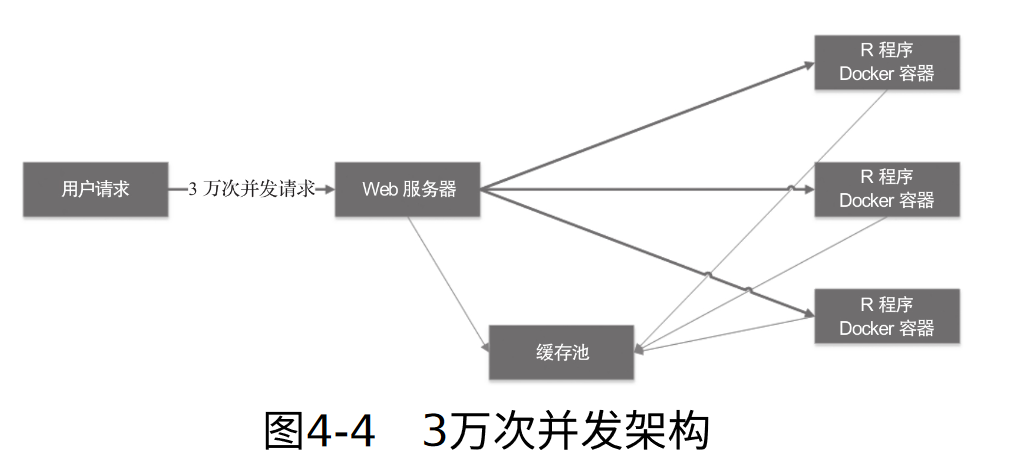 R 程序
Docker 容器
用户请求
3 万次并发请求
Web 服务器
R 程序
Docker 容器
R 程序
Docker 容器
缓存池
图4-4 3万次并发架构